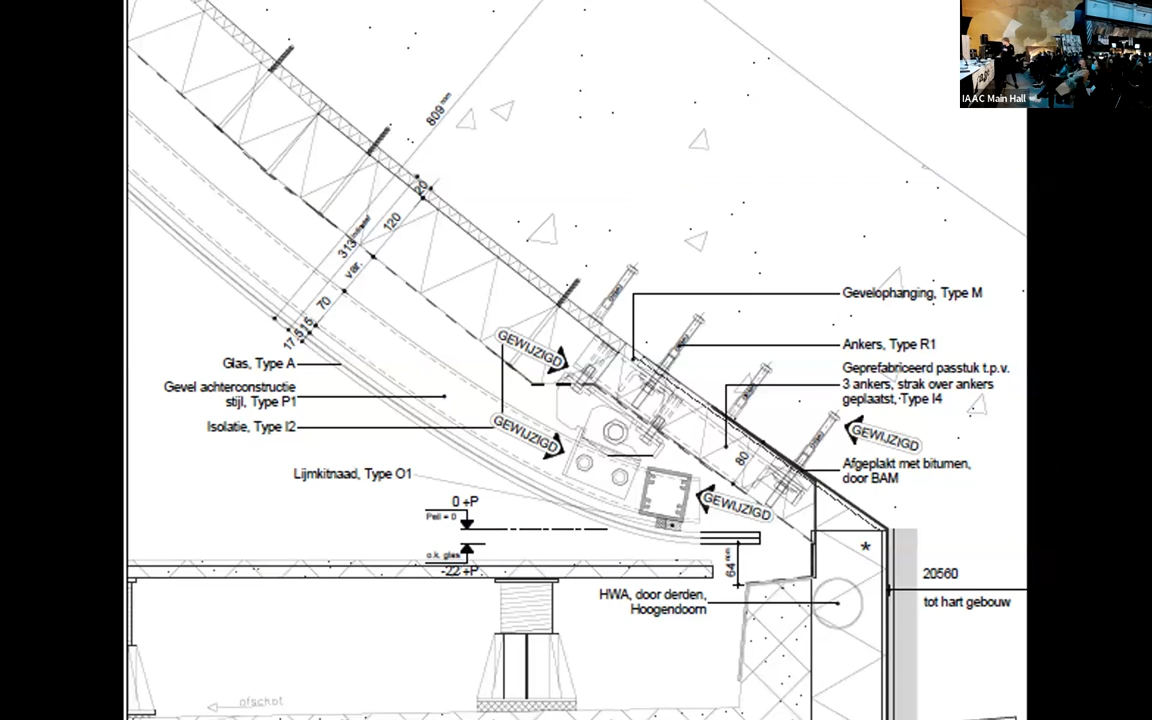 IAAC Main Hall
809 mm
20
120
313
var.
70
15
17.5
GEWIJZIGD
Gevelophanging, Type M
Ankers, Type R1
Geprefabriceerd passtuk t.p.v.
3 ankers, strak over ankers
geplaatst, Type I4
GEWIJZIGD
Glas, Type A
Gevel achterconstructie
stijl, Type P1
Isolatie, Type I2
GEWIJZIGD
80
Afgeplakt met bitumen,
door BAM
Lijmkitnaad, Type O1
GEWIJZIGD
0 +P
Peil = 0
o.k. glas
-22 +P
64 mm
*
20560
tot hart gebouw
HWA, door derden,
Hoogendoorn
afschot